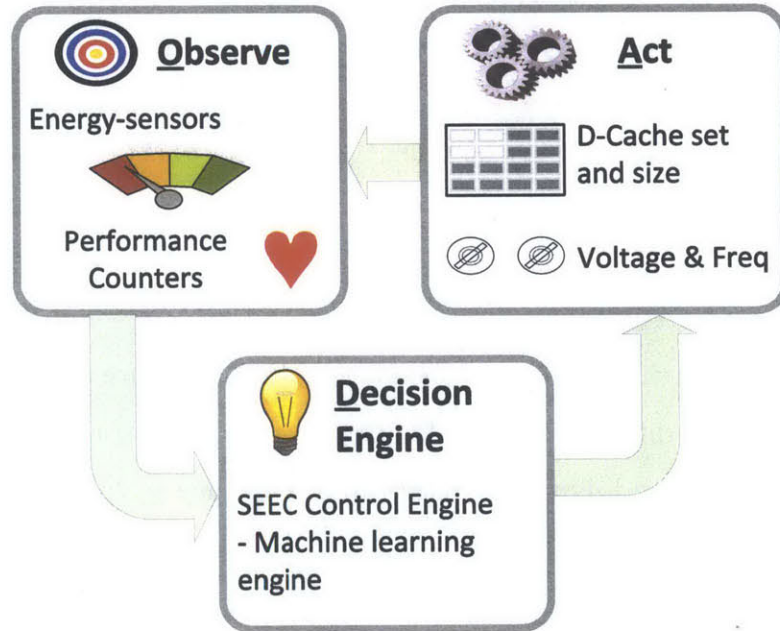 Observe
Energy-sensors
Performance
Counters
Act
D-Cache set
and size
Voltage & Freq
Decision
Engine
SEEC Control Engine
- Machine learning
engine